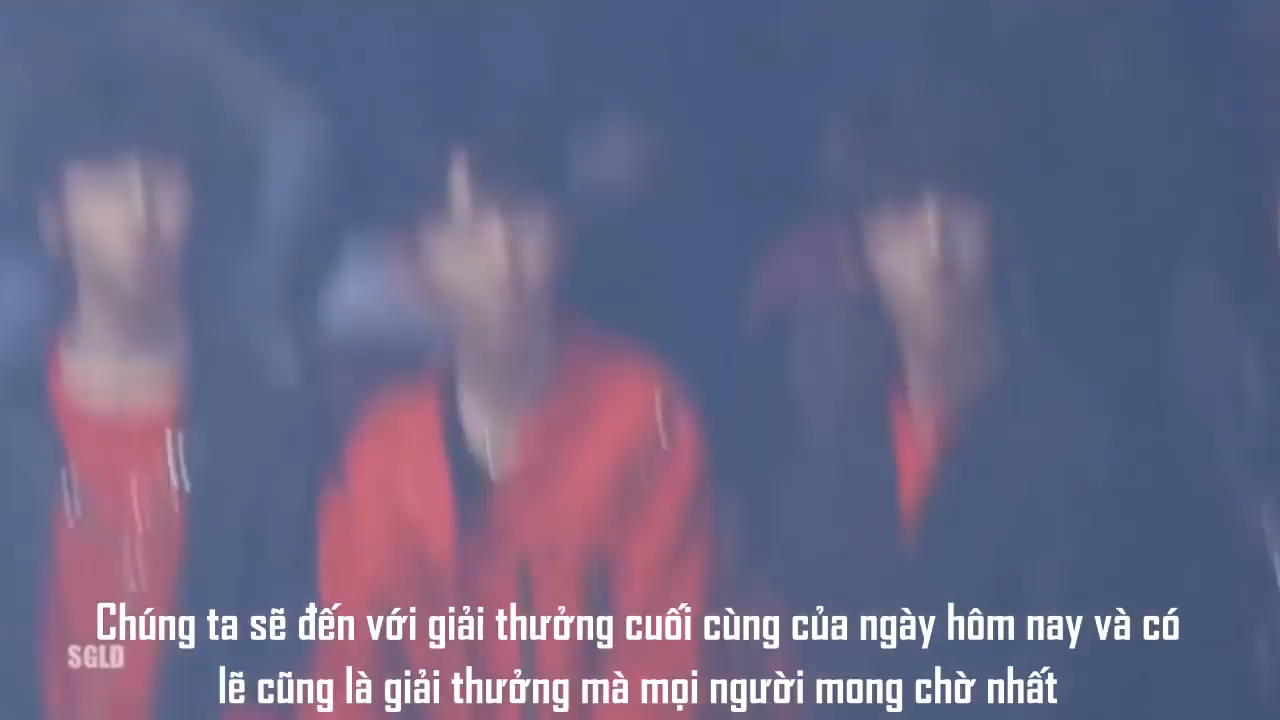 Chúng ta sẽ đến với giải thưởng cuối cùng của ngày hôm nay và có
SGLD
lẽ cũng là giải thưởng mà mọi người mong chờ nhất